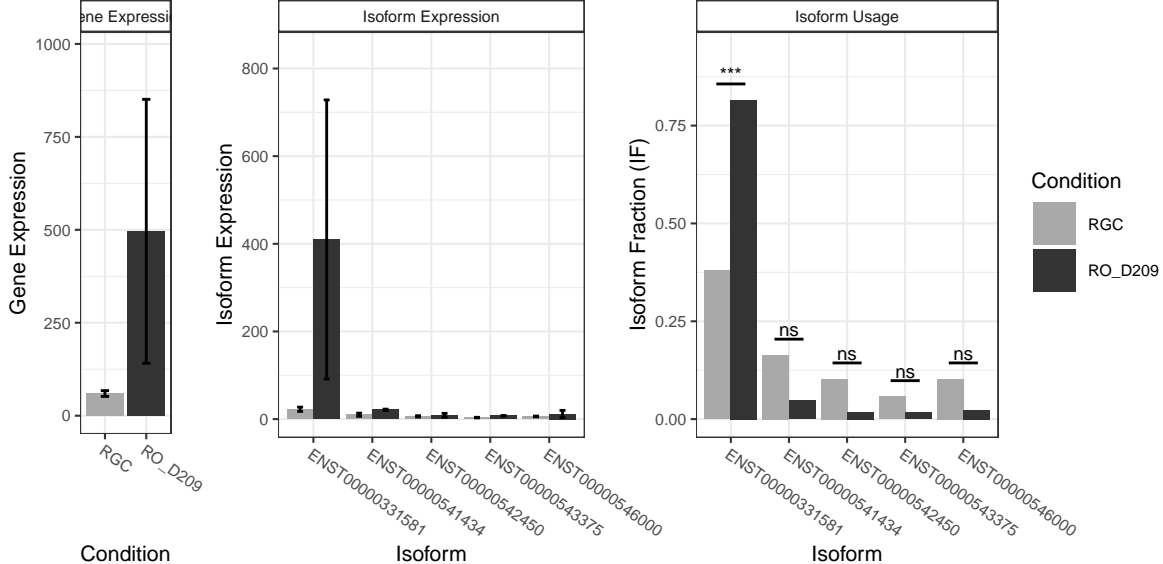 ene Expressi
Gene Expression
1000
750
500
250
0
RGC
RO_D209
Condition
Isoform Expression
Isoform Expression
800
600
400
200
0
ENST00000331581
ENST00000541434
ENST00000542450
ENST00000543375
ENST00000546000
Isoform
Isoform Usage
Isoform Fraction (IF)
0.75
0.50
0.25
0.00
***
ns
ns
ns
ns
ENST00000331581
ENST00000541434
ENST00000542450
ENST00000543375
ENST00000546000
Isoform
Condition
RGC
RO_D209